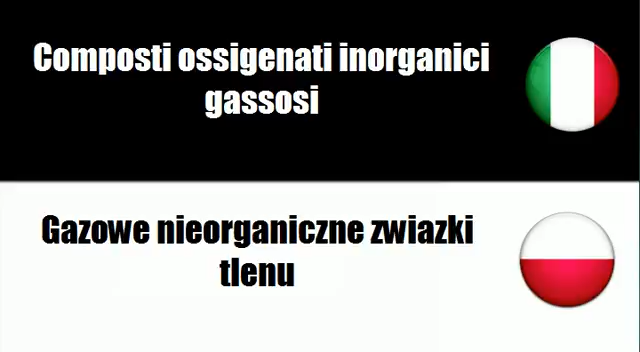 Composti ossigenati inorganici
gassosi
Gazowe nieorganiczne zwiazki
tlenu